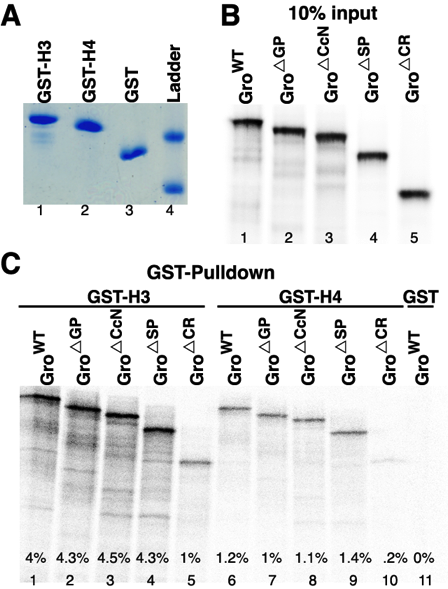 A
GST-H3
GST-H4
GST
Ladder
1 2 3 4
B
10% input
Gro^WT
Gro^△GP
Gro^△CcN
Gro^△SP
Gro^△CR
1 2 3 4 5
C
GST-Pulldown
GST-H3 GST-H4 GST
Gro^WT
Gro^△GP
Gro^△CcN
Gro^△SP
Gro^△CR
Gro^WT
Gro^△GP
Gro^△CcN
Gro^△SP
Gro^△CR
Gro^WT
4% 4.3% 4.5% 4.3% 1% 1.2% 1% 1.1% 1.4% .2% 0%
1 2 3 4 5 6 7 8 9 10 11